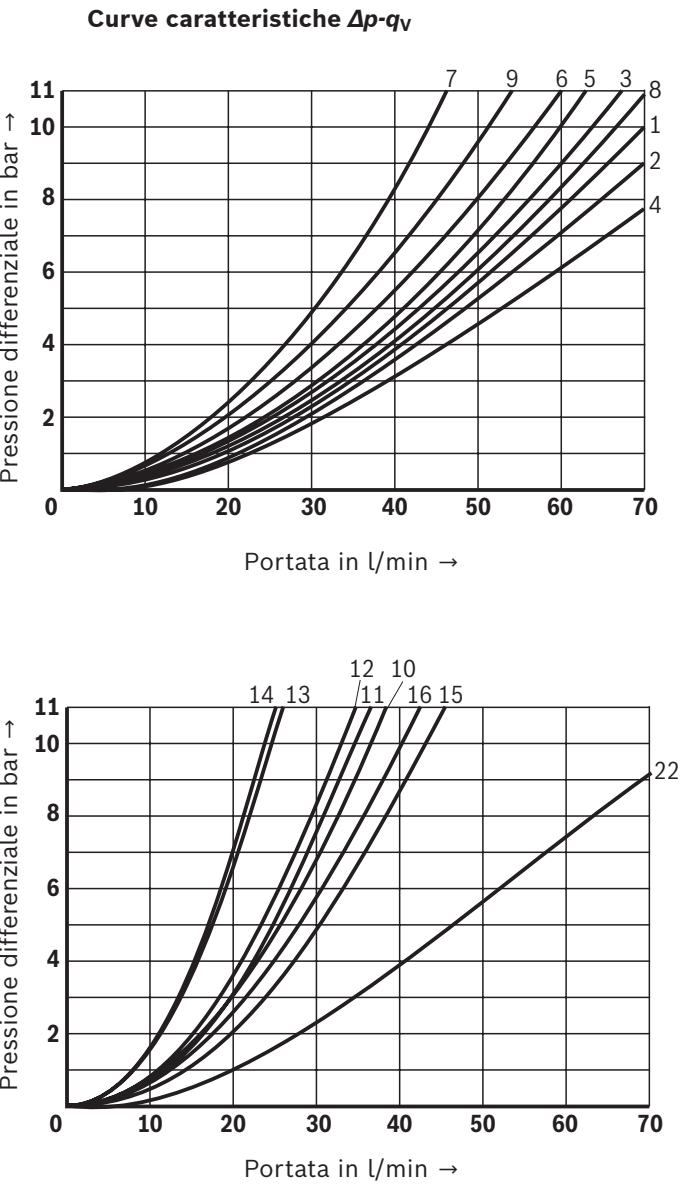 Curve caratteristiche Δp-qV
7 9 6 5 3 8
1
2
4
11
10
8
6
4
2
Pressione differenziale in bar →
0 10 20 30 40 50 60 70
Portata in l/min →
12 10
14 13 11 16 15
22
11
10
8
6
4
2
Pressione differenziale in bar →
0 10 20 30 40 50 60 70
Portata in l/min →